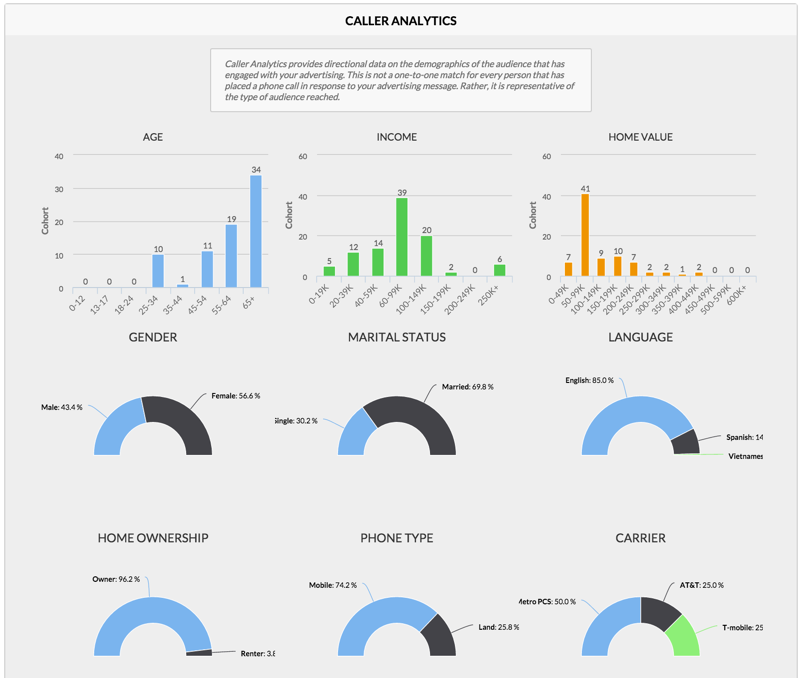 CALLER ANALYTICS
Caller Analytics provides directional data on the demographics of the audience that has
engaged with your advertising. This is not a one-to-one match for every person that has
placed a phone call in response to your advertising message. Rather, it is representative of
the type of audience reached.
AGE
40
30
20
10
0
Cohort
0 0 0 10 1 11 19 34
0-12 13-17 18-24 25-34 35-44 45-54 55-64 65+
INCOME
60
40
20
0
Cohort
5 12 14 39 20 2 0 6
0-19K 20-39K 40-59K 60-99K 100-149K 150-199K 200-249K 250K+
HOME VALUE
60
40
20
0
Cohort
7 41 9 10 7 2 2 1 2 0 0 0
0-49K 50-99K 100-149K 150-199K 200-249K 250-299K 300-349K 350-399K 400-449K 450-499K 500-599K 600K+
GENDER
Male: 43.4 %
Female: 56.6 %
MARITAL STATUS
Single: 30.2 %
Married: 69.8 %
LANGUAGE
English: 85.0 %
Spanish: 14
Vietnames
HOME OWNERSHIP
Owner: 96.2 %
Renter: 3.8
PHONE TYPE
Mobile: 74.2 %
Land: 25.8 %
CARRIER
Metro PCS: 50.0 %
AT&T: 25.0 %
T-mobile: 25